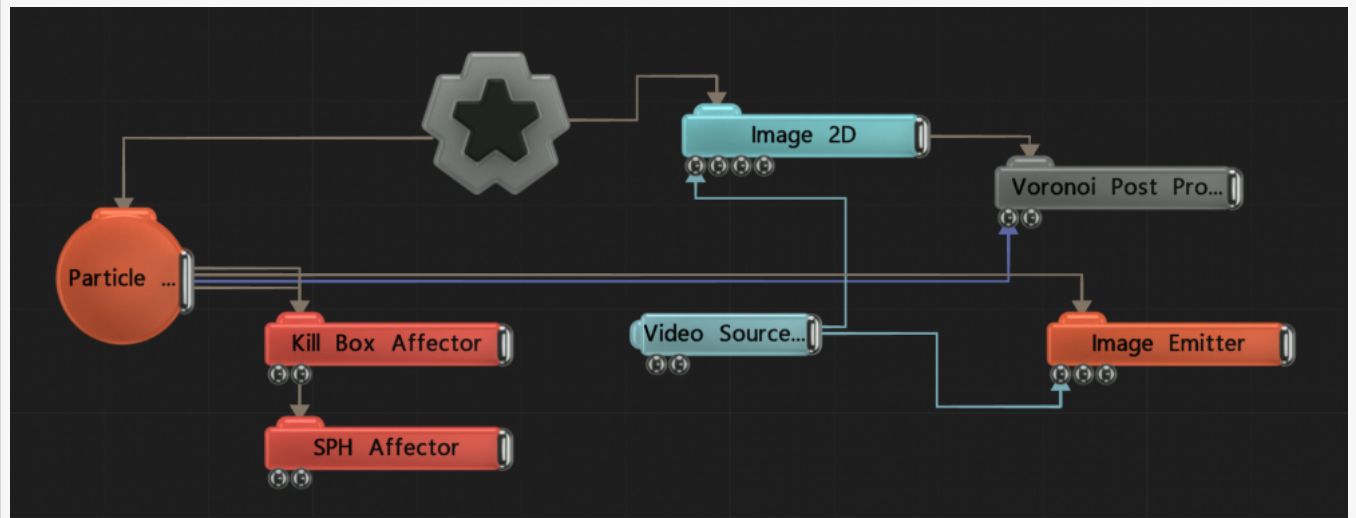 Image 2D
Voronoi Post Pro...
Particle ...
Kill Box Affector
Video Source...
Image Emitter
SPH Affector